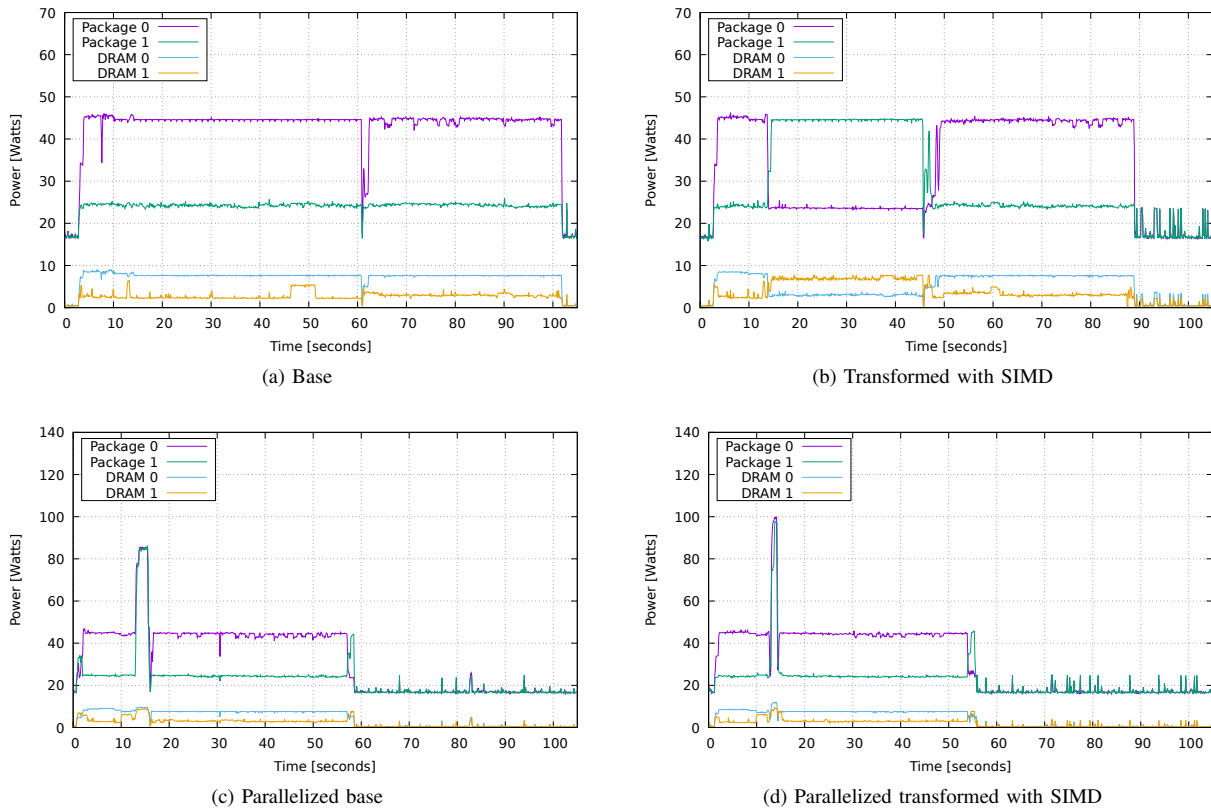 70
60
50
40
30
20
10
0
Power [Watts]
Package 0
Package 1
DRAM 0
DRAM 1
0 10 20 30 40 50 60 70 80 90 100
Time [seconds]
(a) Base
70
60
50
40
30
20
10
0
Power [Watts]
Package 0
Package 1
DRAM 0
DRAM 1
0 10 20 30 40 50 60 70 80 90 100
Time [seconds]
(b) Transformed with SIMD
140
120
100
80
60
40
20
0
Power [Watts]
Package 0
Package 1
DRAM 0
DRAM 1
0 10 20 30 40 50 60 70 80 90 100
Time [seconds]
(c) Parallelized base
140
120
100
80
60
40
20
0
Power [Watts]
Package 0
Package 1
DRAM 0
DRAM 1
0 10 20 30 40 50 60 70 80 90 100
Time [seconds]
(d) Parallelized transformed with SIMD